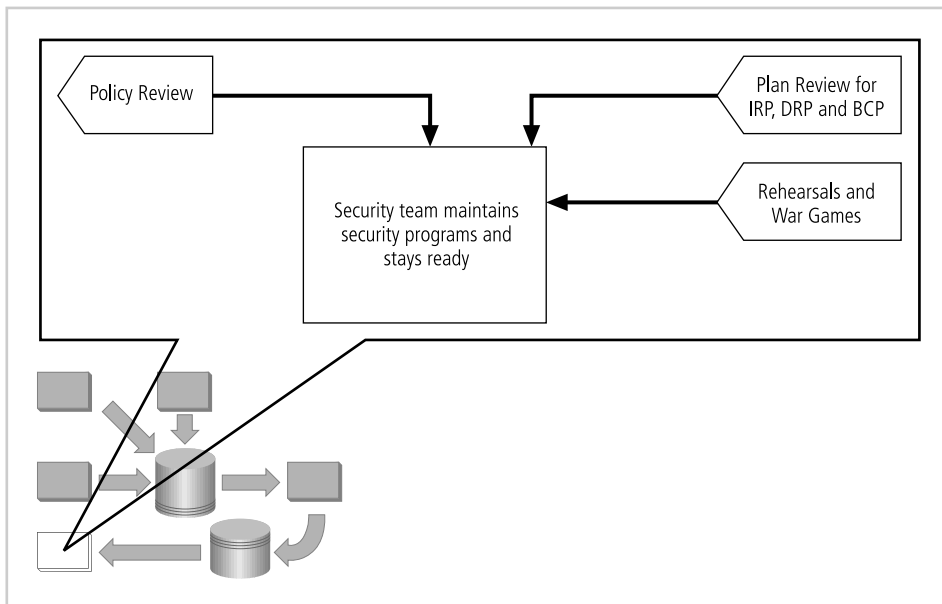 Policy Review
Plan Review for
IRP, DRP and BCP
Security team maintains
security programs and
stays ready
Rehearsals and
War Games